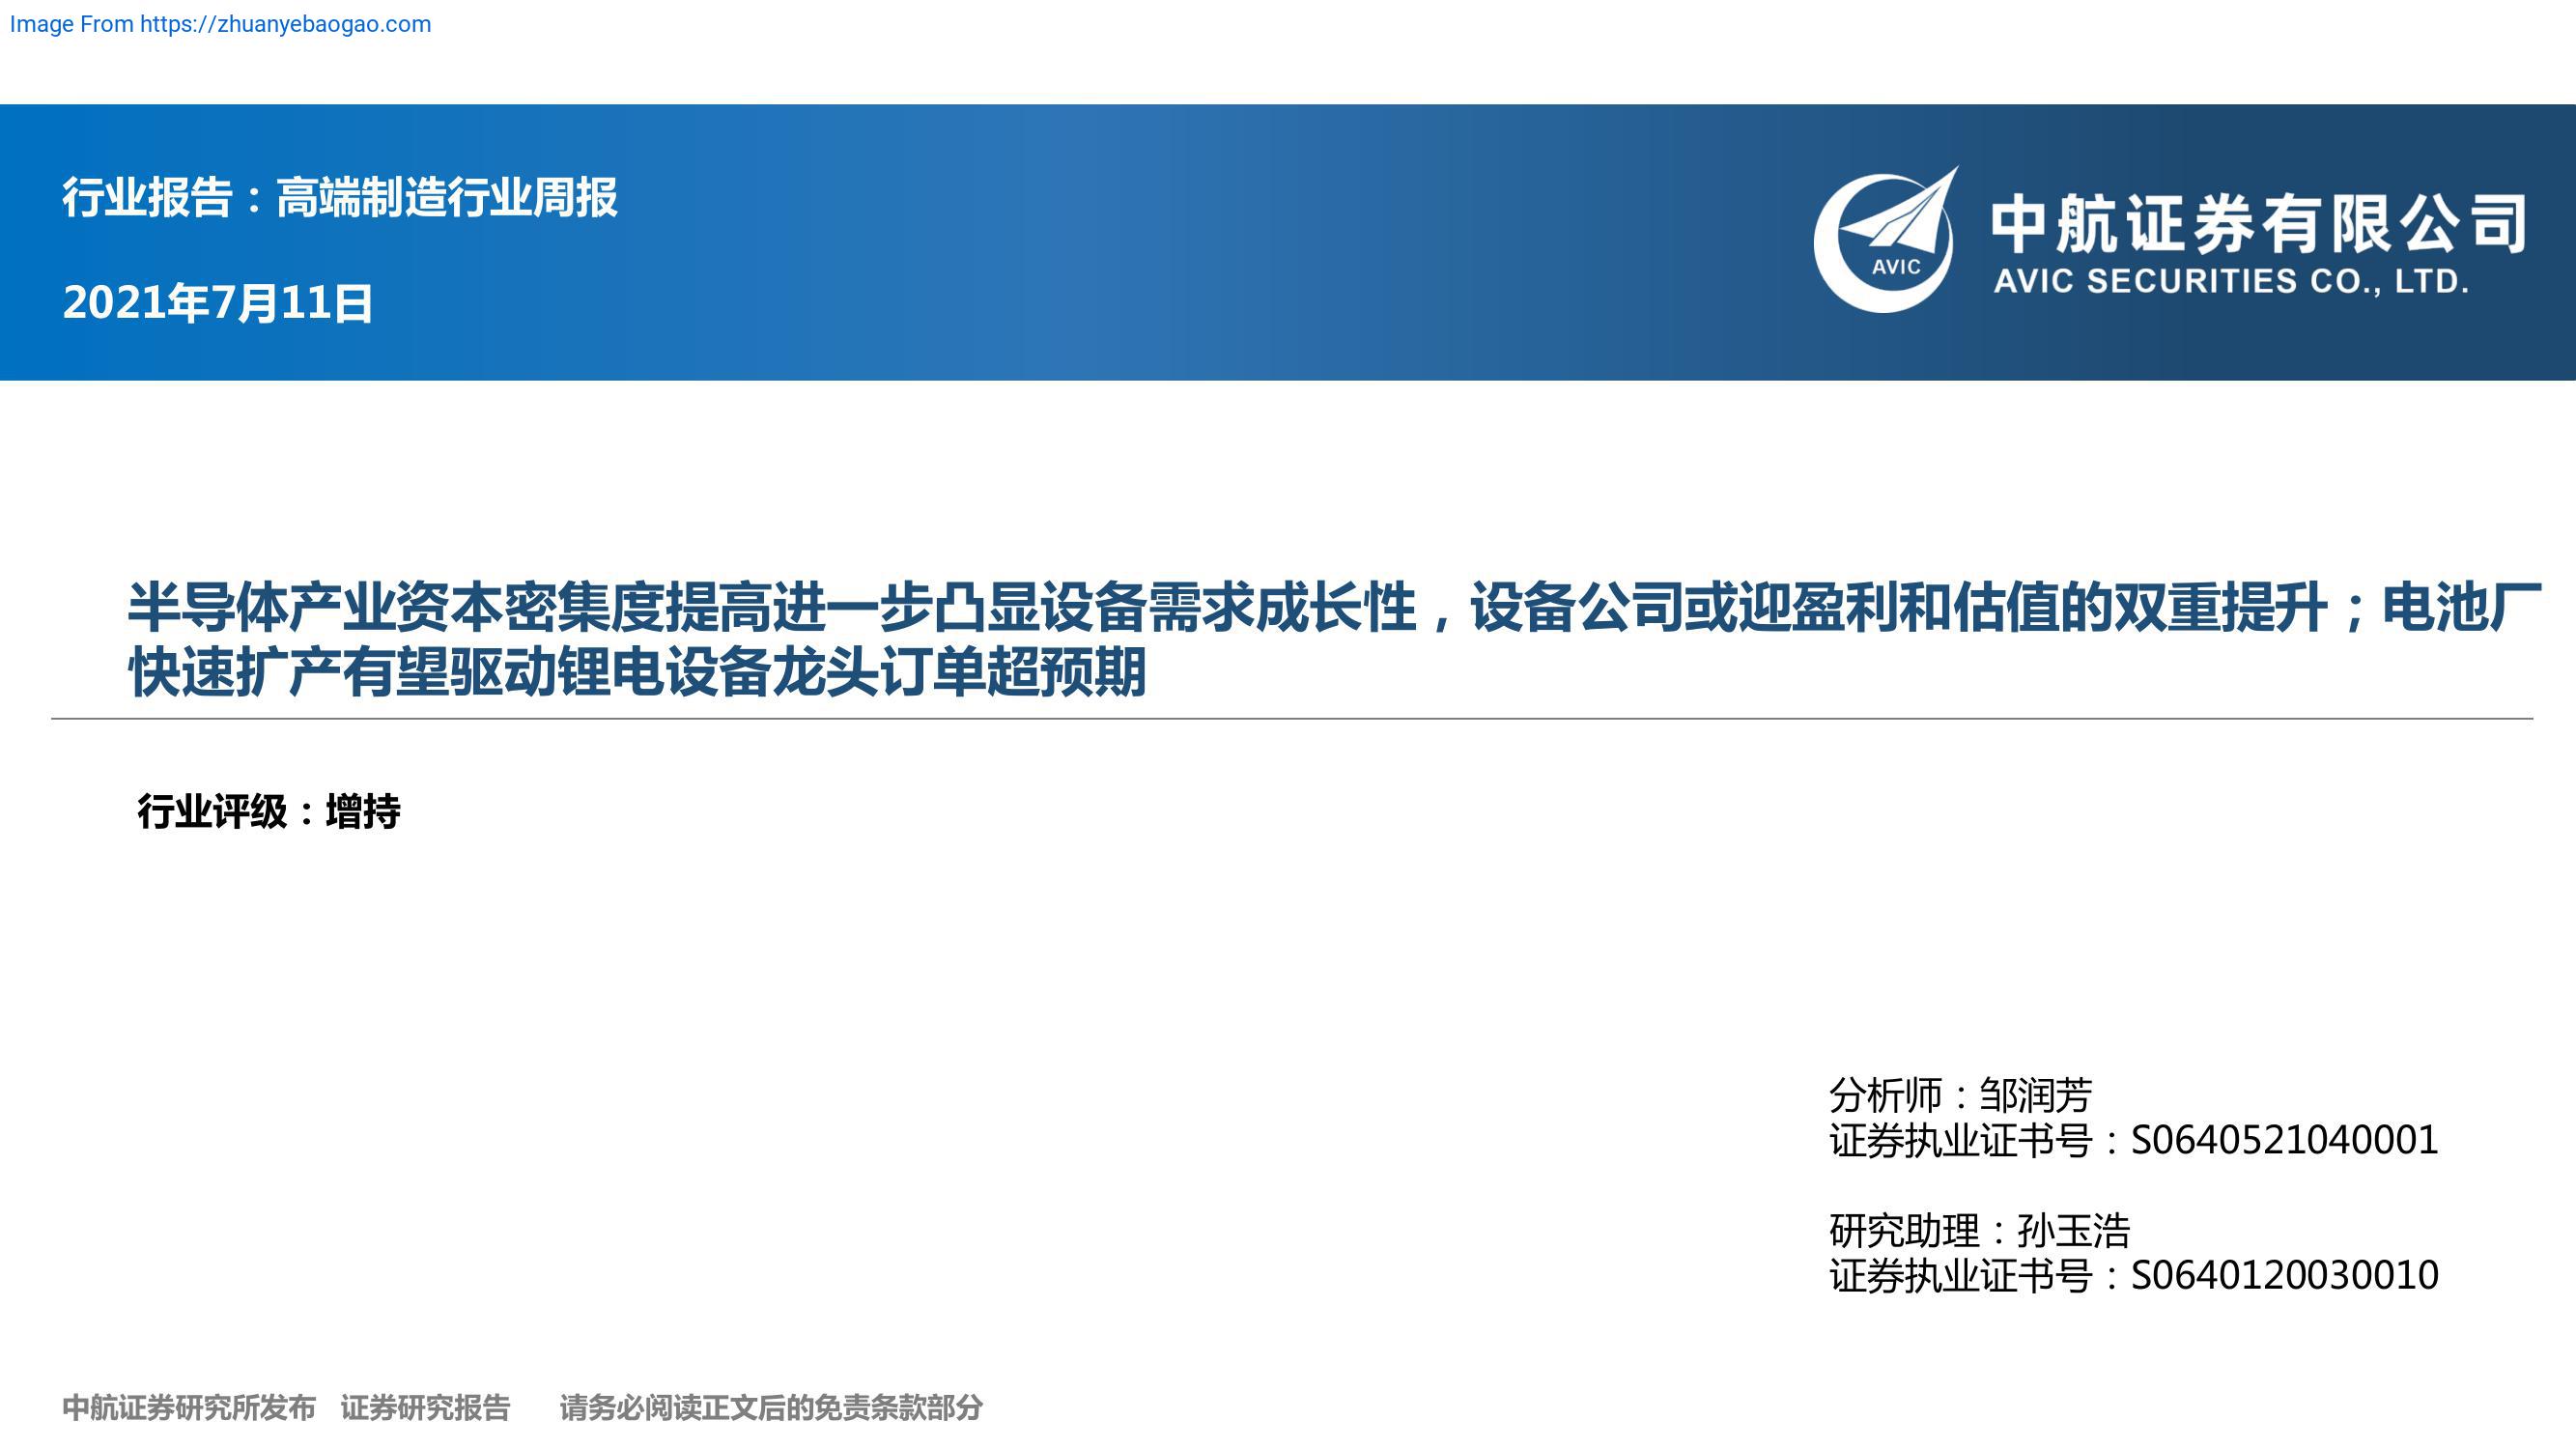 Image From https://zhuanyebaogao.com
行业报告：高端制造行业周报
2021年7月11日
AVIC
中航证券有限公司
AVIC SECURITIES CO., LTD.
半导体产业资本密集度提高进一步凸显设备需求成长性，设备公司或迎盈利和估值的双重提升；电池厂
快速扩产有望驱动锂电设备龙头订单超预期
行业评级：增持
分析师：邹润芳
证券执业证书号：S0640521040001
研究助理：孙玉浩
证券执业证书号：S0640120030010
中航证券研究所发布 证券研究报告 请务必阅读正文后的免责条款部分